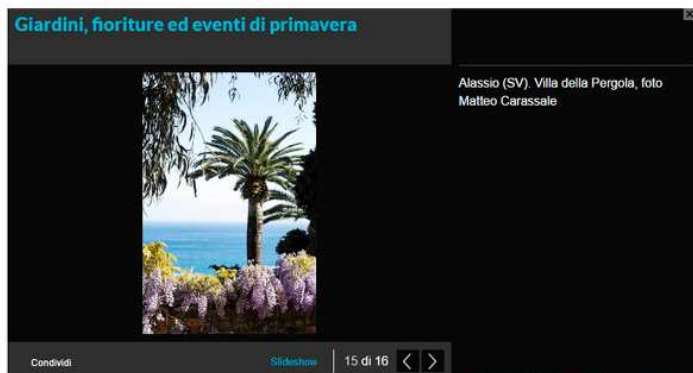 Giardini, fioriture ed eventi di primavera
Alassio (SV). Villa della Pergola, foto
Matteo Carassale
Condividi
Slideshow
15 di 16